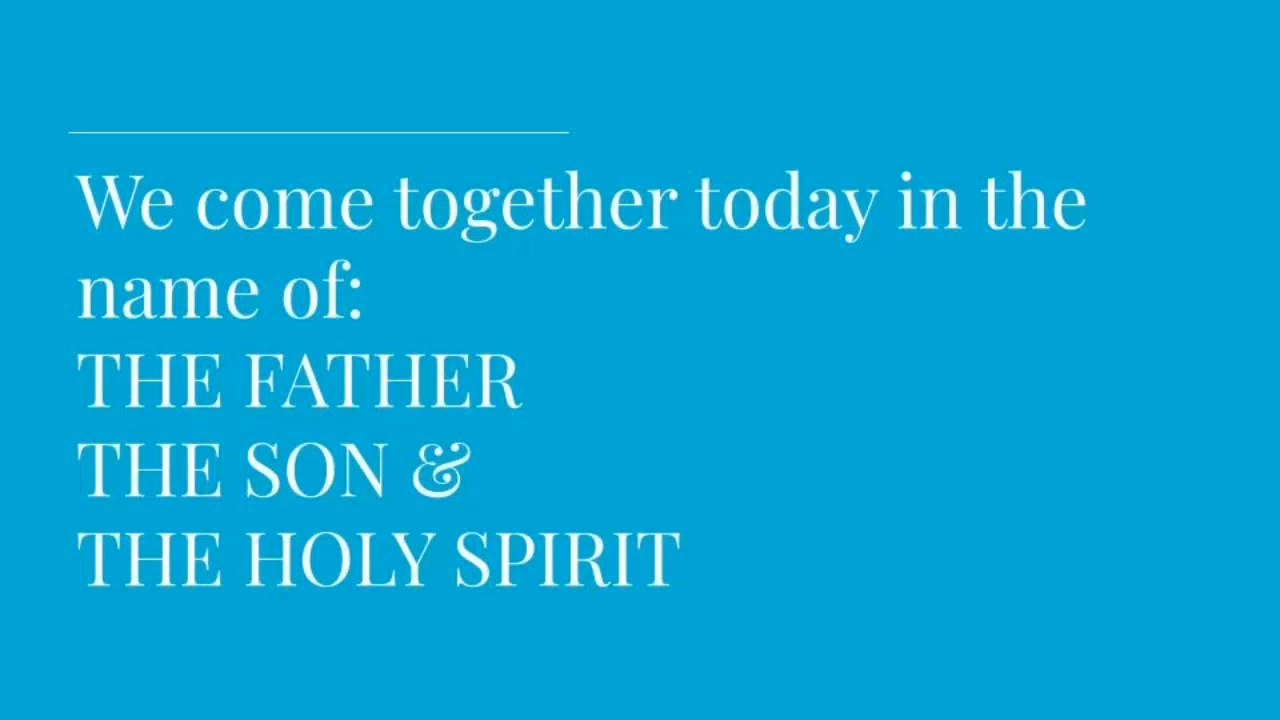 We come together today in the
name of:
THE FATHER
THE SON &
THE HOLY SPIRIT